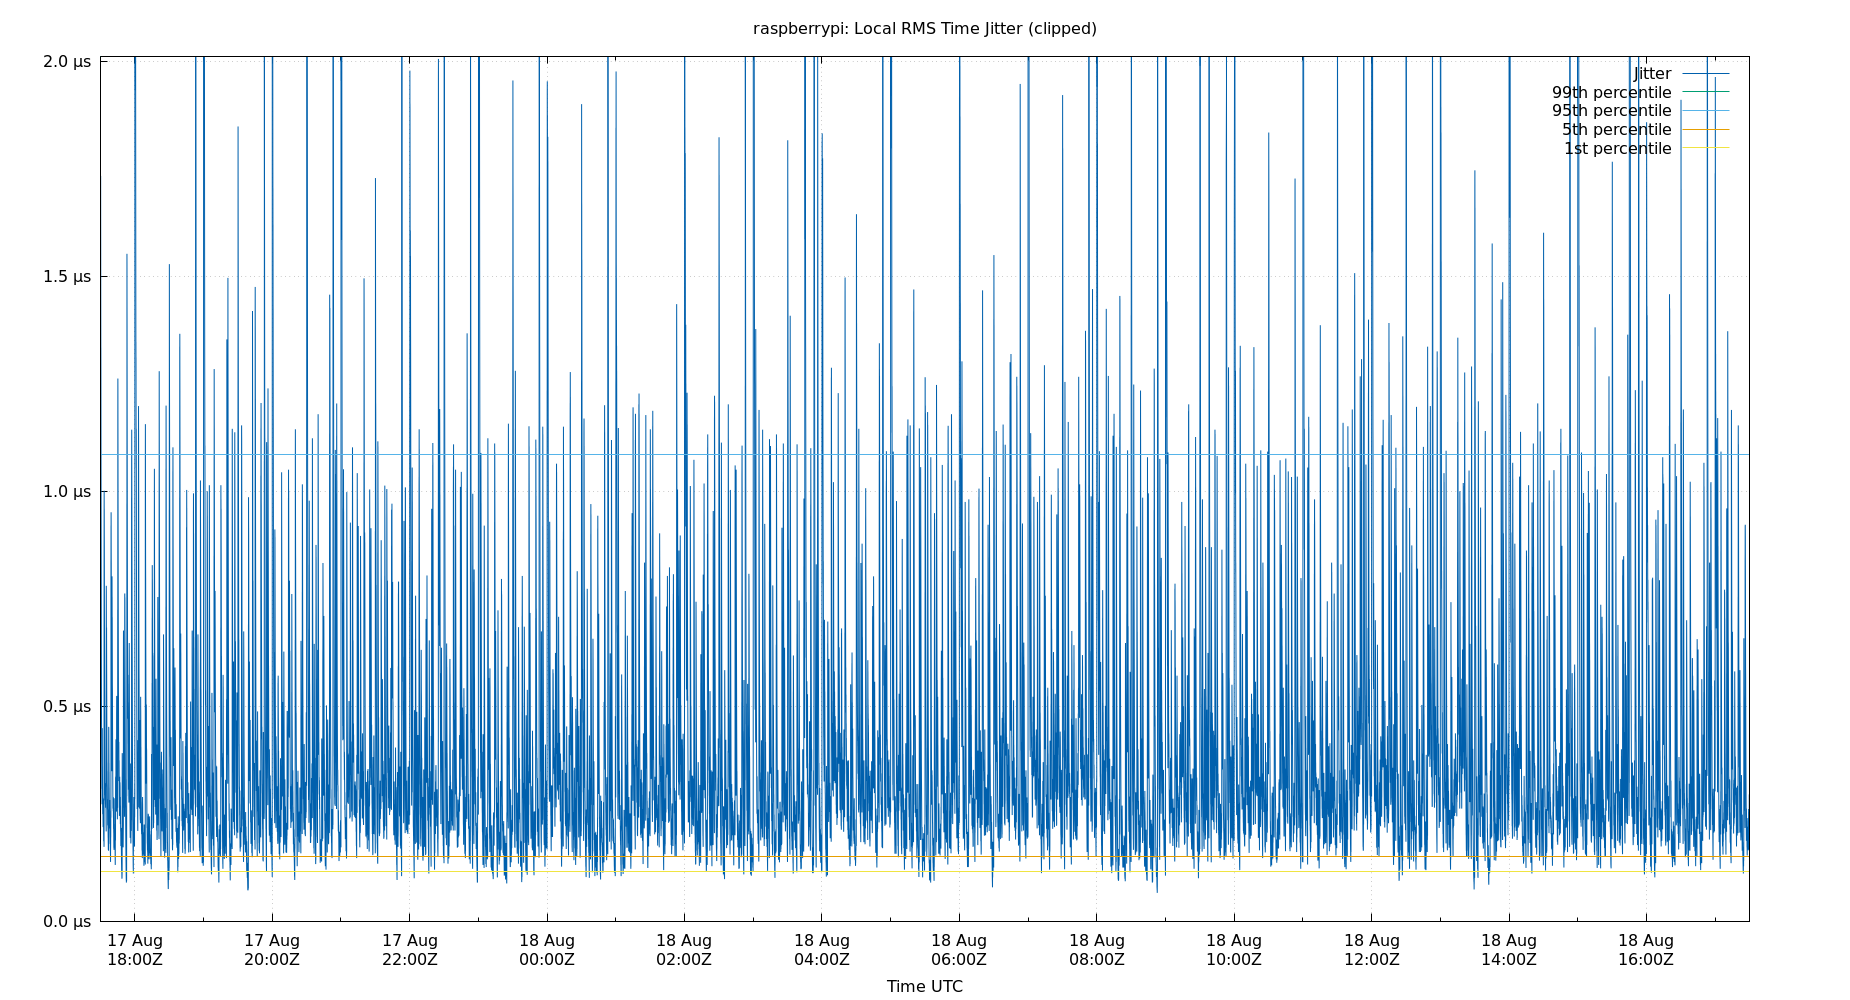 raspberrypi: Local RMS Time Jitter (clipped)
2.0 µs
1.5 µs
1.0 µs
0.5 µs
0.0 µs
Jitter
99th percentile
95th percentile
5th percentile
1st percentile
17 Aug 17 Aug 17 Aug 18 Aug 18 Aug 18 Aug 18 Aug 18 Aug 18 Aug 18 Aug 18 Aug 18 Aug
18:00Z 20:00Z 22:00Z 00:00Z 02:00Z 04:00Z 06:00Z 08:00Z 10:00Z 12:00Z 14:00Z 16:00Z
Time UTC